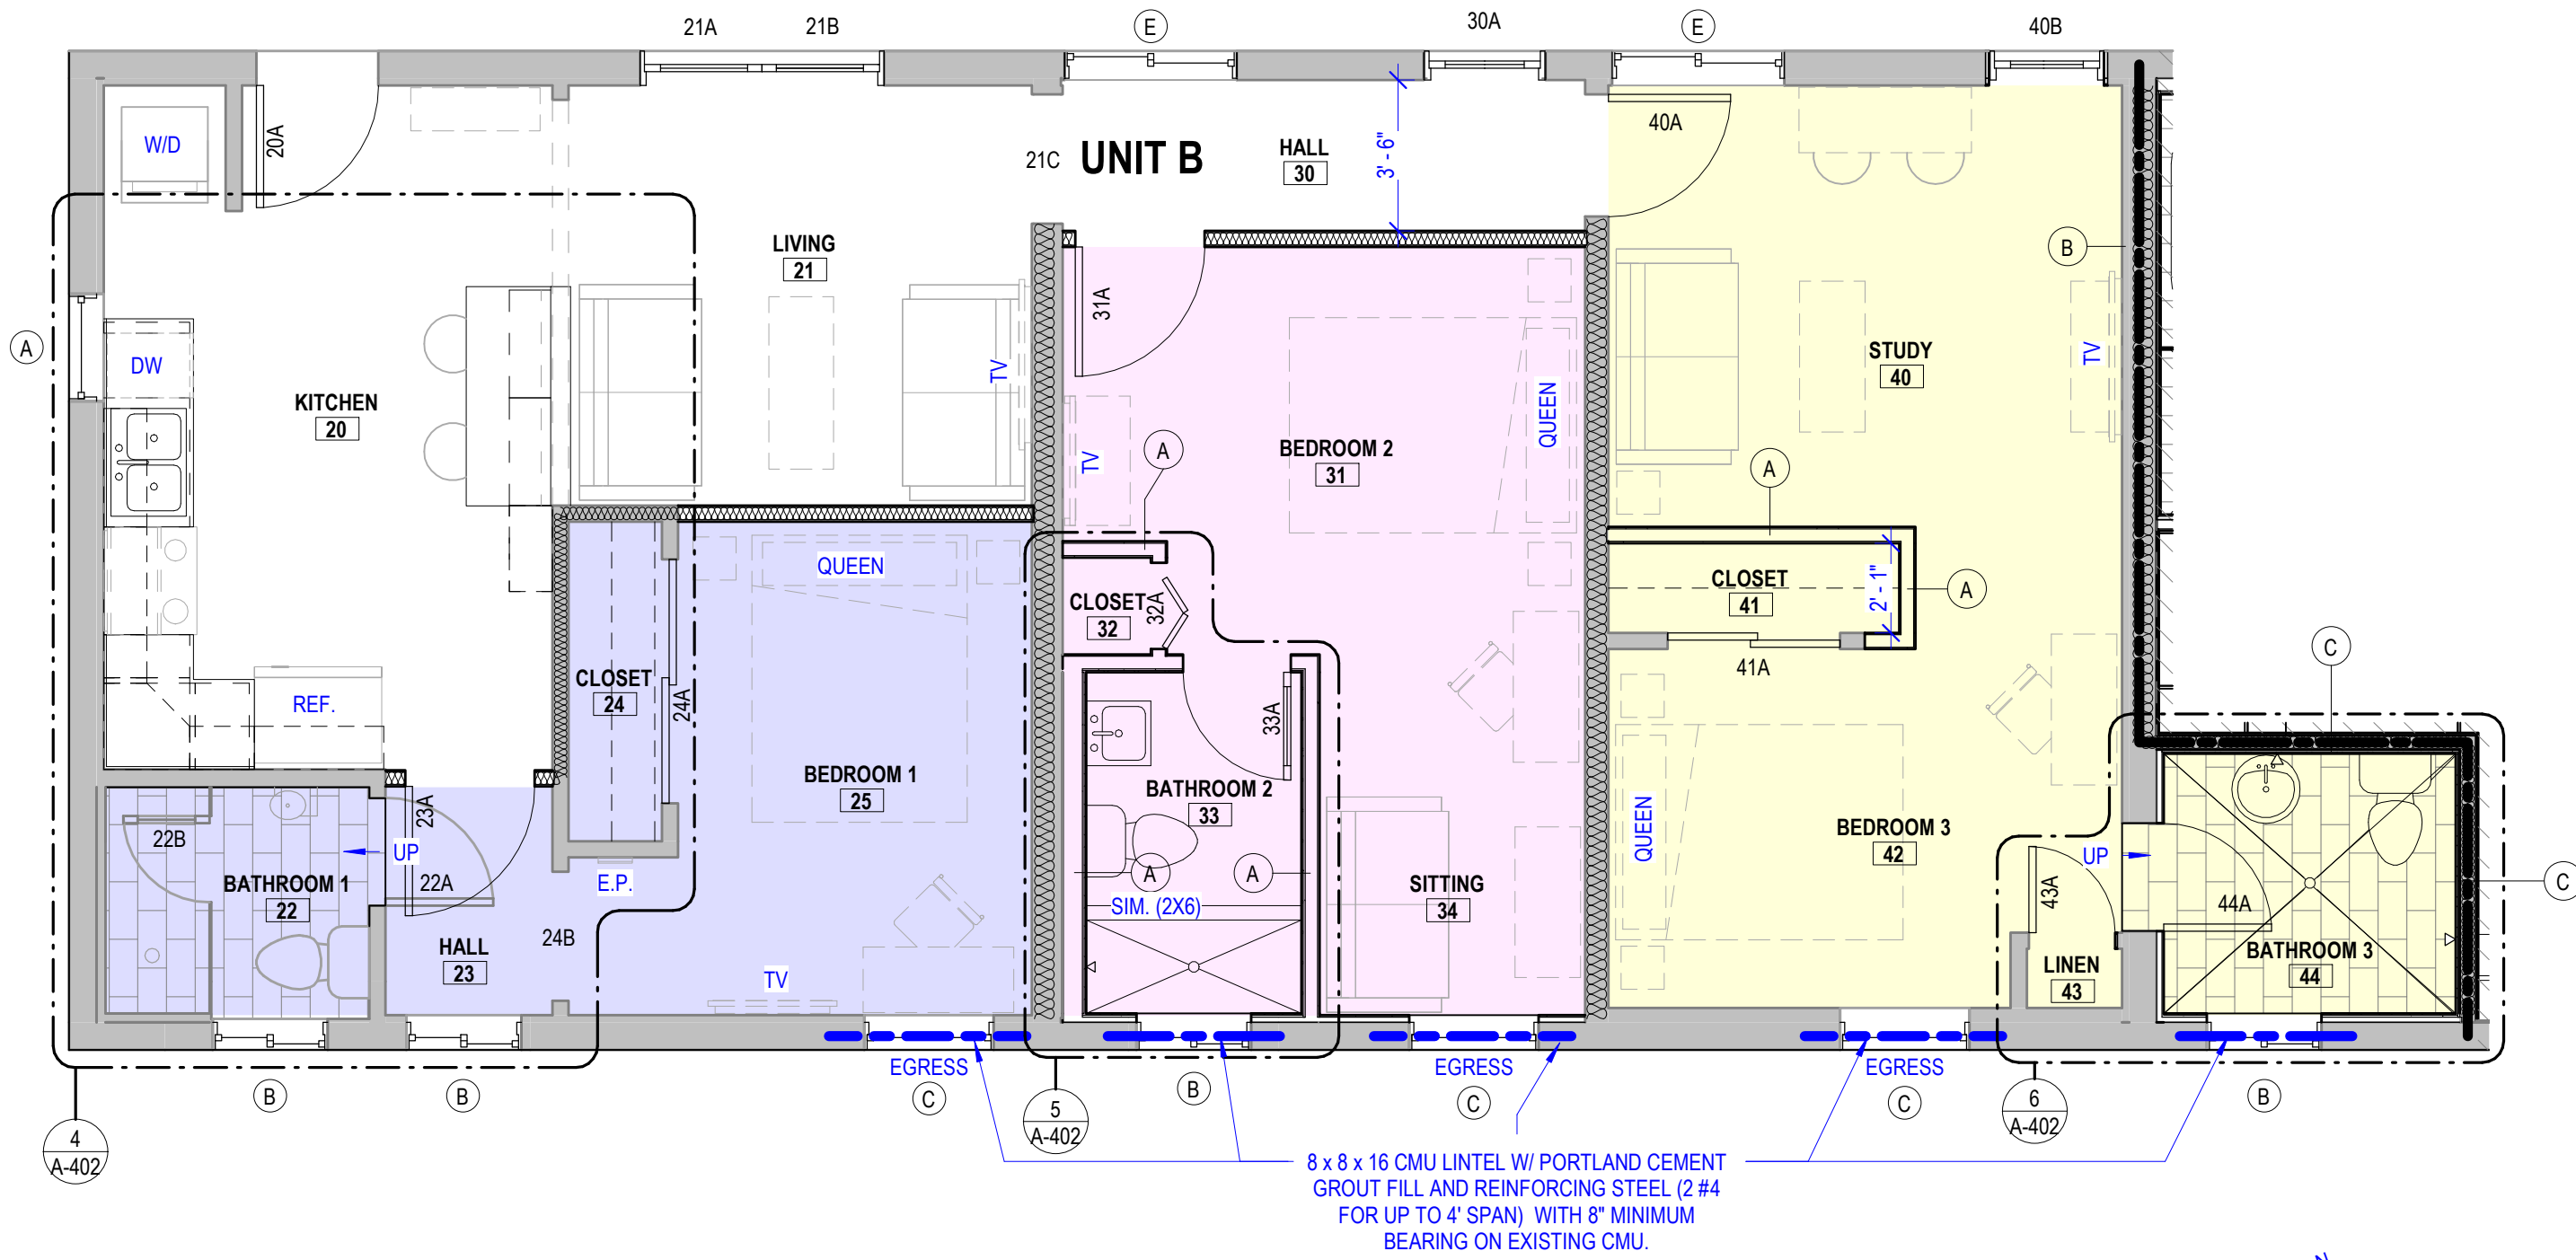 21A
21B
E
30A
E
40B
W/D
20A
21C
UNIT B
HALL
30
3' - 6"
40A
LIVING
21
B
31A
A
DW
TV
STUDY
40
TV
KITCHEN
20
QUEEN
BEDROOM 2
31
TV
A
A
QUEEN
CLOSET
32
32A
CLOSET
41
2' - 1"
A
41A
C
CLOSET
24
24A
REF.
33A
BEDROOM 1
25
BATHROOM 2
33
QUEEN
BEDROOM 3
42
22B
23A
UP
22A
BATHROOM 1
22
E.P.
A
A
SIM. (2X6)
SITTING
34
UP
43A
44A
C
24B
HALL
23
TV
LINEN
43
BATHROOM 3
44
EGRESS
EGRESS
EGRESS
B
B
C
B
C
C
B
4
A-402
5
A-402
6
A-402
8 x 8 x 16 CMU LINTEL W/ PORTLAND CEMENT
GROUT FILL AND REINFORCING STEEL (2 #4
FOR UP TO 4' SPAN) WITH 8" MINIMUM
BEARING ON EXISTING CMU.